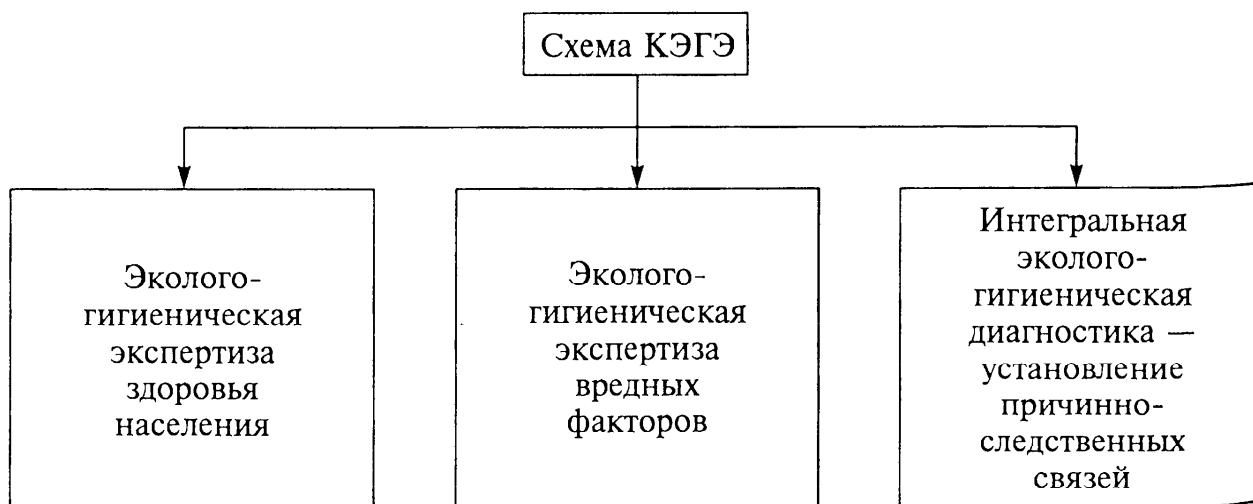 Схема КЭГЭ
Эколого-
гигиеническая
экспертиза
здоровья
населения
Эколого-
гигиеническая
экспертиза
вредных
факторов
Интегральная
эколого-
гигиеническая
диагностика —
установление
причинно-
следственных
связей